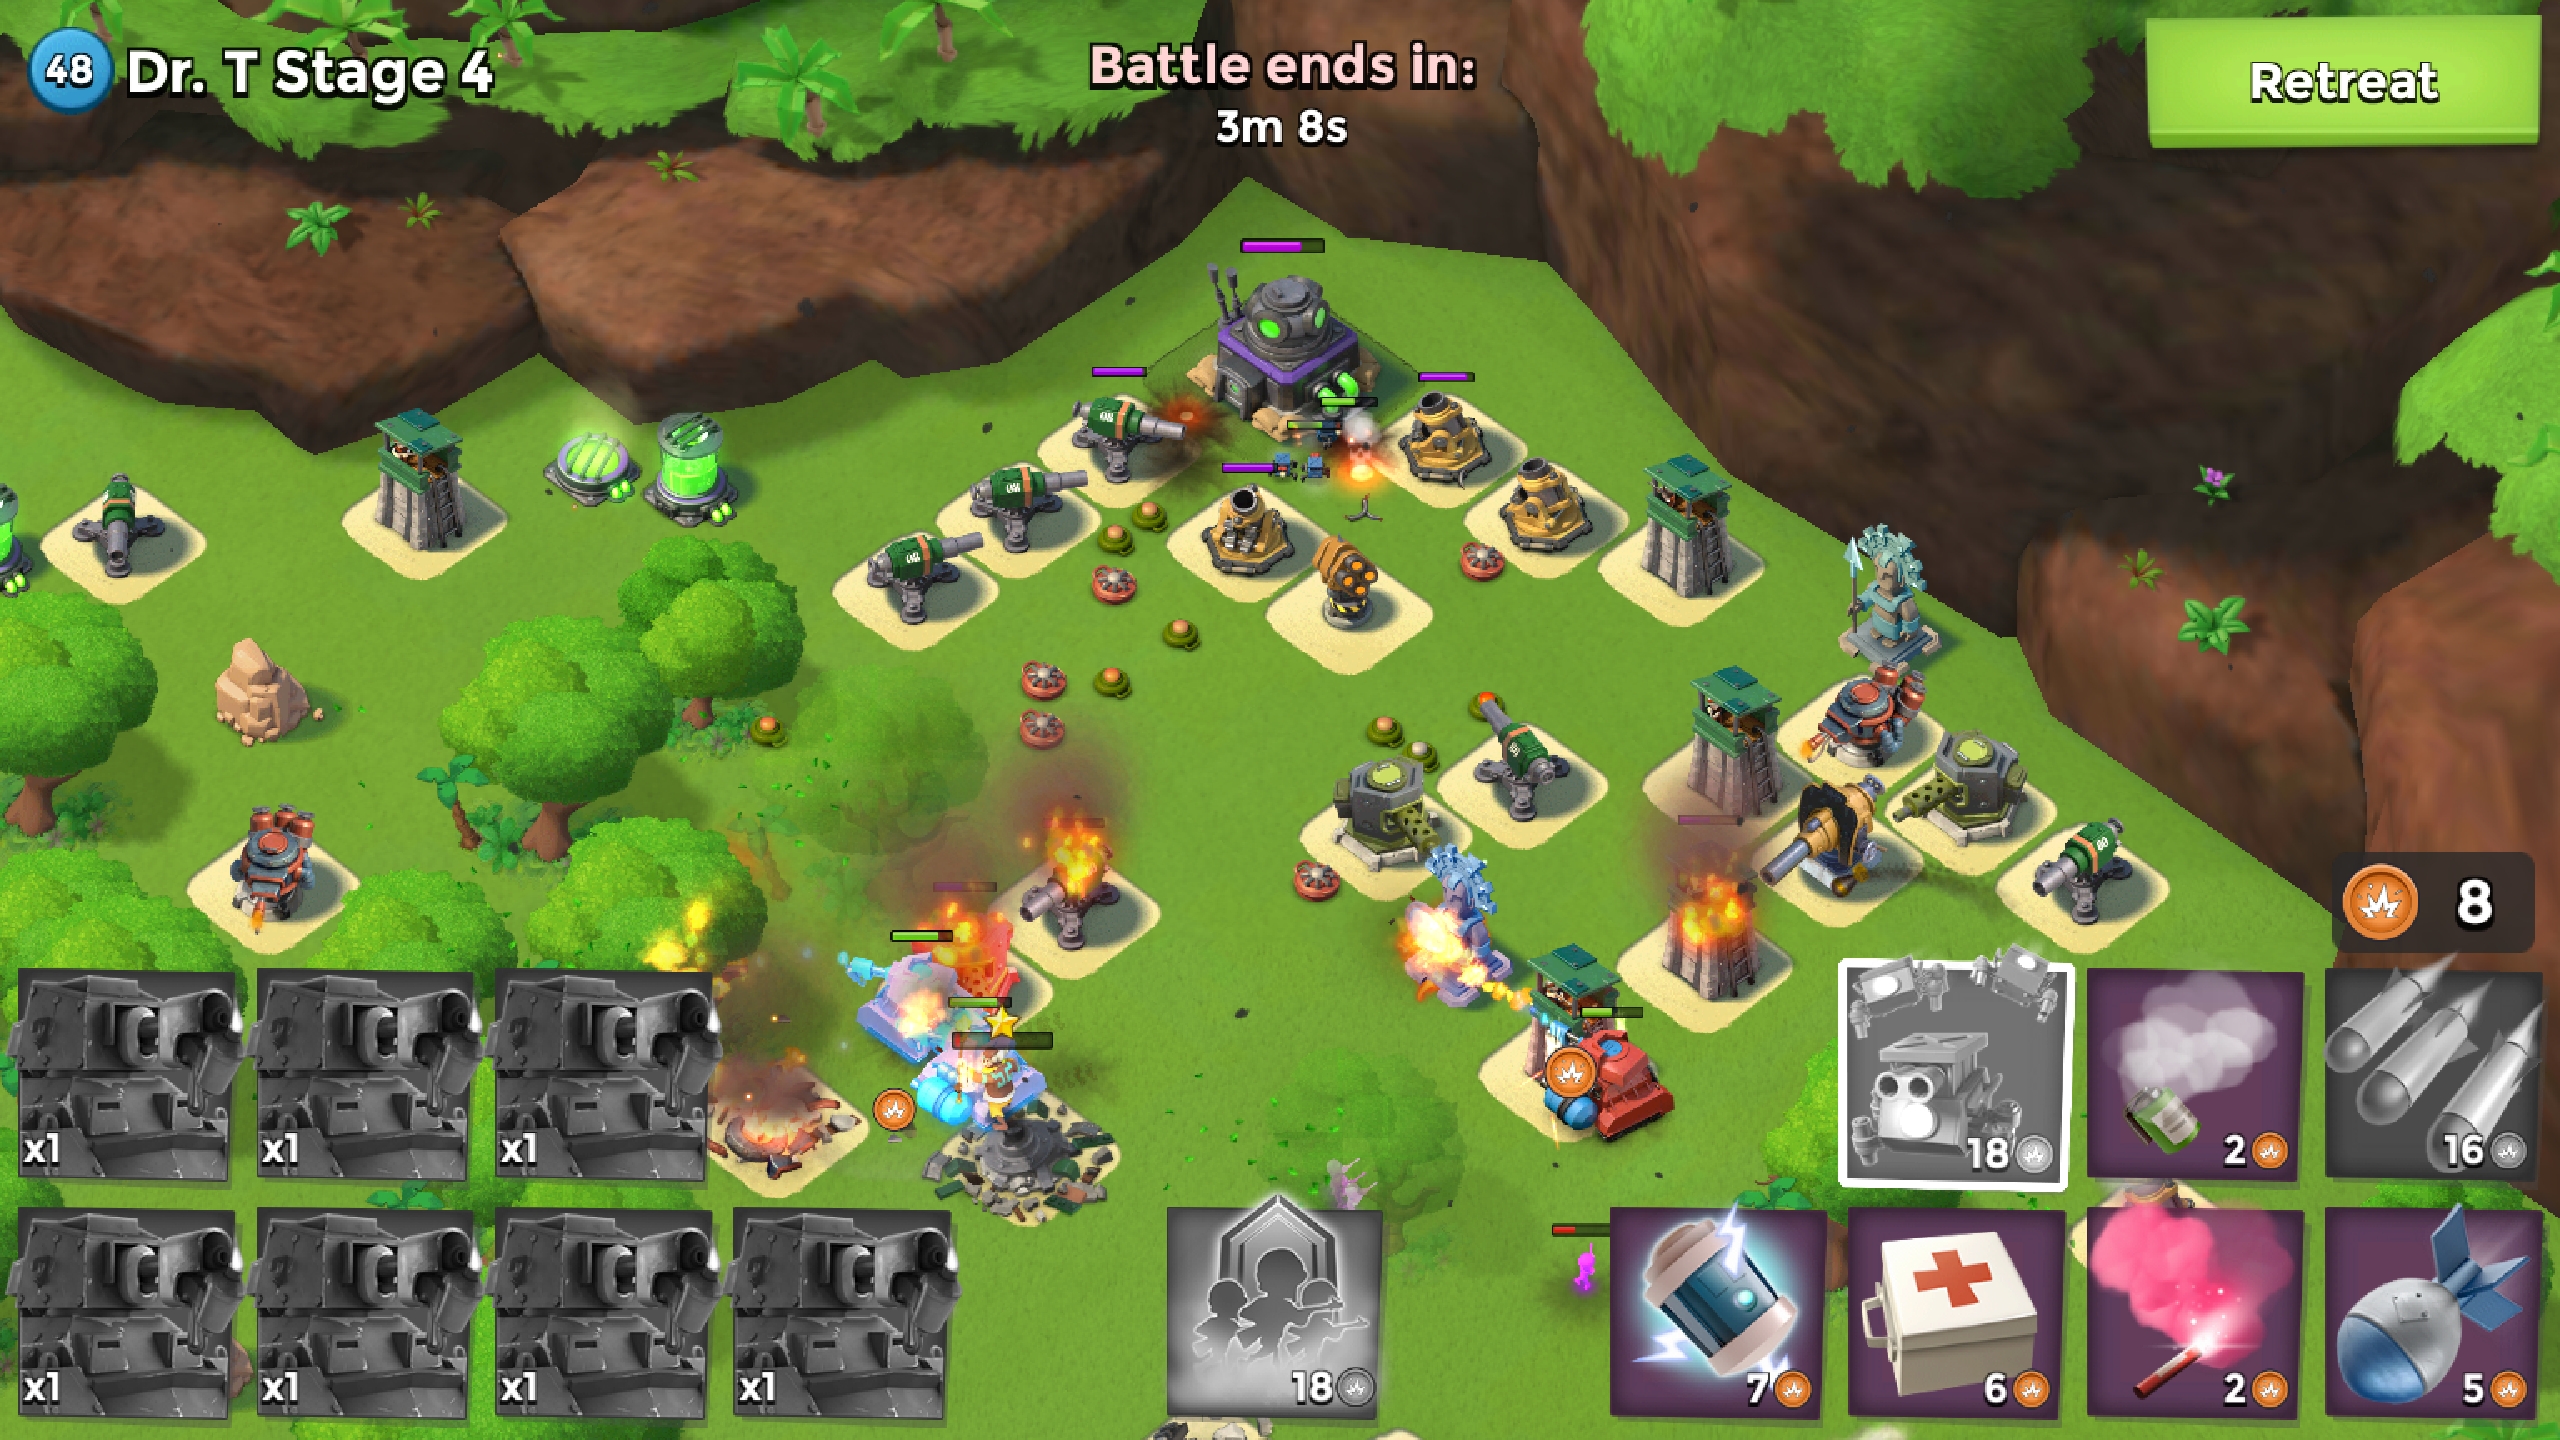 48 Dr. T Stage 4
Battle ends in:
3m 8s
Retreat
8
x1 x1 x1
18 2 16
x1 x1 x1 x1
18 7 6 2 5